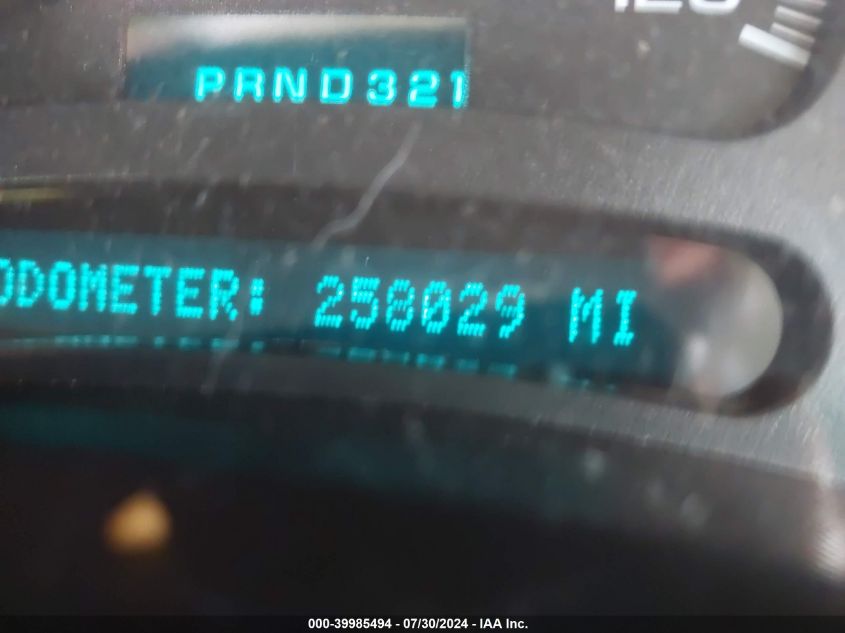 PRND321
ODOMETER: 258029 MI
000-39985494 - 07/30/2024 - IAA Inc.